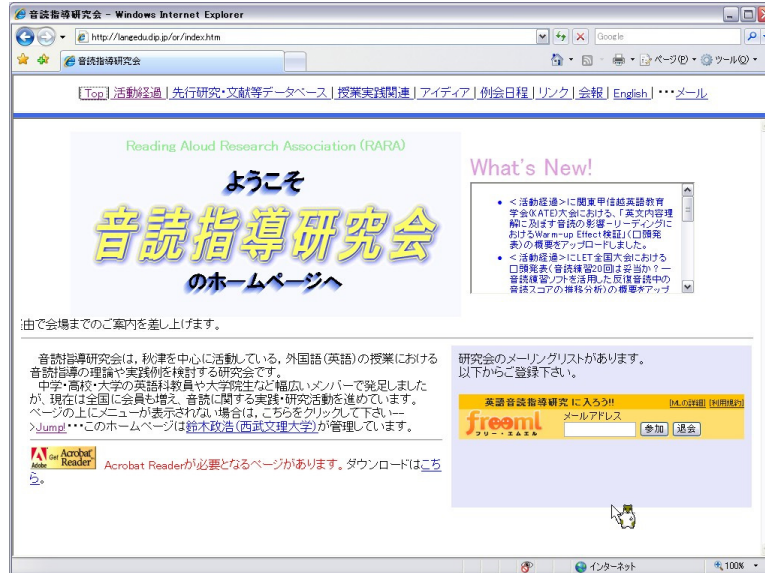 音読指導研究会 - Windows Internet Explorer
http://langedu.dip.jp/or/index.htm
Google
音読指導研究会
ページ(P)
ツール(O)
[Top] 活動経過 | 先行研究・文献等データベース | 授業実践関連 | アイディア | 例会日程 | リンク | 会報 | English | ・・・メール
Reading Aloud Research Association (RARA)
ようこそ
音読指導研究会
のホームページへ
What's New!
<活動経過>に関東甲信越英語教育
学会(KATE)大会における、「英文内容理
解に及ぼす音読の影響－リーディングに
おけるWarm-up Effect検証」(口頭発
表)の概要をアップロードしました。
<活動経過>にLET全国大会における
口頭発表(音読練習20回は妥当か？―
音読練習ソフトを活用した反復音読中の
音読スコアの推移分析)の概要をアップ
由で会場までのご案内を差し上げます。
音読指導研究会は，秋津を中心に活動している，外国語(英語)の授業における
音読指導の理論や実践例を検討する研究会です。
中学・高校・大学の英語科教員や大学院生など幅広いメンバーで発足しました
が，現在は全国に会員も増え，音読に関する実践・研究活動を進めています。
ページの上にメニューが表示されない場合は，こちらをクリックして下さい--
>Jump!・・・このホームページは鈴木政浩(西武文理大学)が管理しています。
Get Acrobat
Adobe Reader
Acrobat Readerが必要となるページがあります。ダウンロードはこち
ら。
研究会のメーリングリストがあります。
以下からご登録下さい。
英語音読指導研究 に入ろう!!
[MLの詳細] [利用規約]
freeml
フリー・エムエル
メールアドレス
参加
退会
インターネット
100%